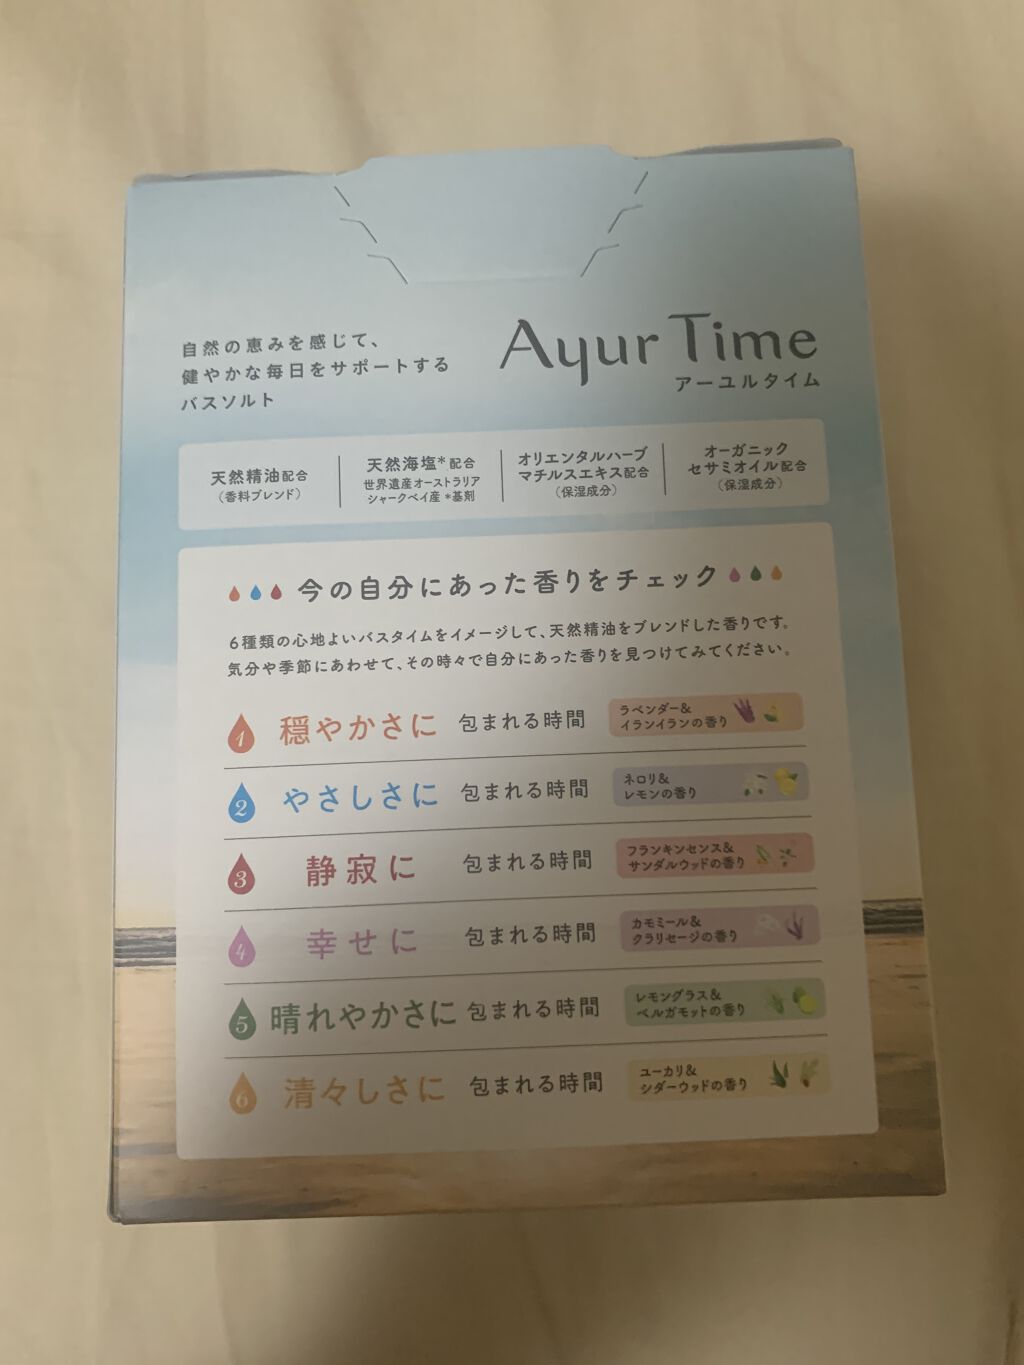 自然の恵みを感じて、
健やかな毎日をサポートする
バスソルト
Ayur Time
アーユルタイム
天然精油配合
（香料ブレンド）
天然海塩*配合
世界遺産オーストラリア
シャークベイ産 *基剤
オリエンタルハーブ
マチルスエキス配合
（保湿成分）
オーガニック
セサミオイル配合
（保湿成分）
今の自分にあった香りをチェック
6種類の心地よいバスタイムをイメージして、天然精油をブレンドした香りです。
気分や季節にあわせて、その時々で自分にあった香りを見つけてみてください。
1 穏やかさに 包まれる時間
ラベンダー&
イランイランの香り
2 やさしさに 包まれる時間
ネロリ&
レモンの香り
3 静寂に 包まれる時間
フランキンセンス&
サンダルウッドの香り
4 幸せに 包まれる時間
カモミール&
クラリセージの香り
5 晴れやかさに 包まれる時間
レモングラス&
ベルガモットの香り
6 清々しさに 包まれる時間
ユーカリ&
シダーウッドの香り